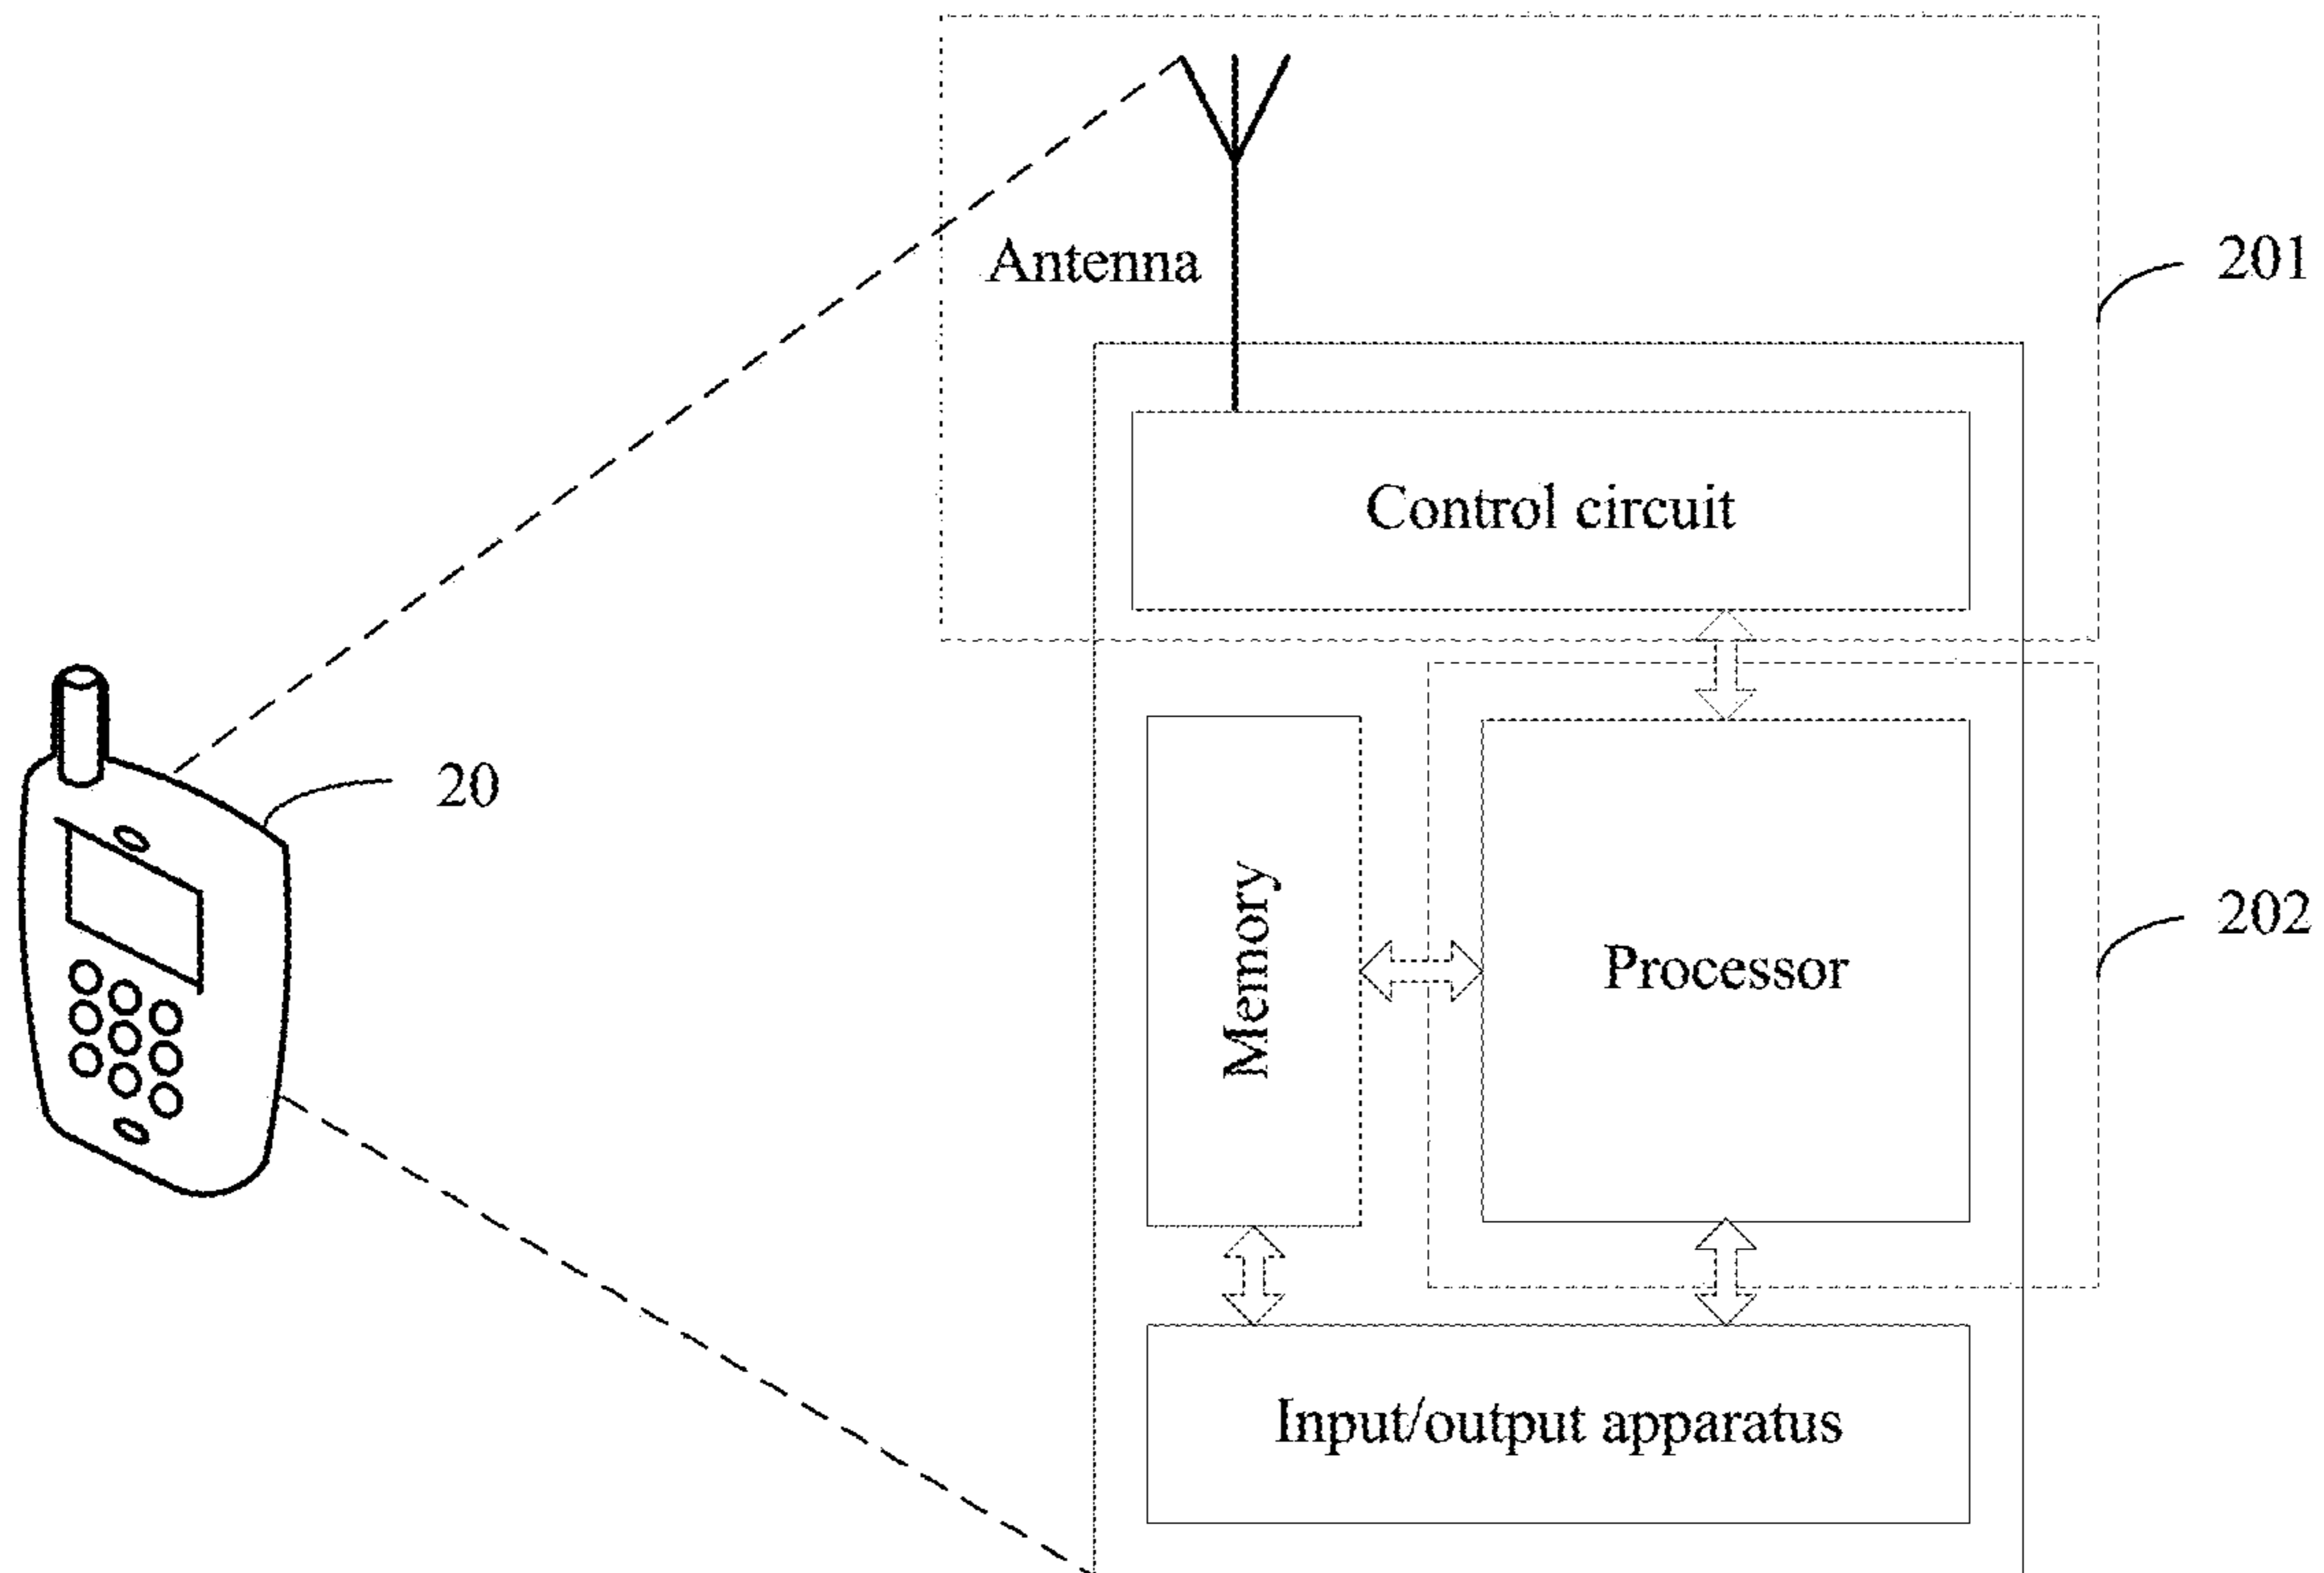 Antenna
201
Control circuit
20
Memory
Processor
202
Input/output apparatus